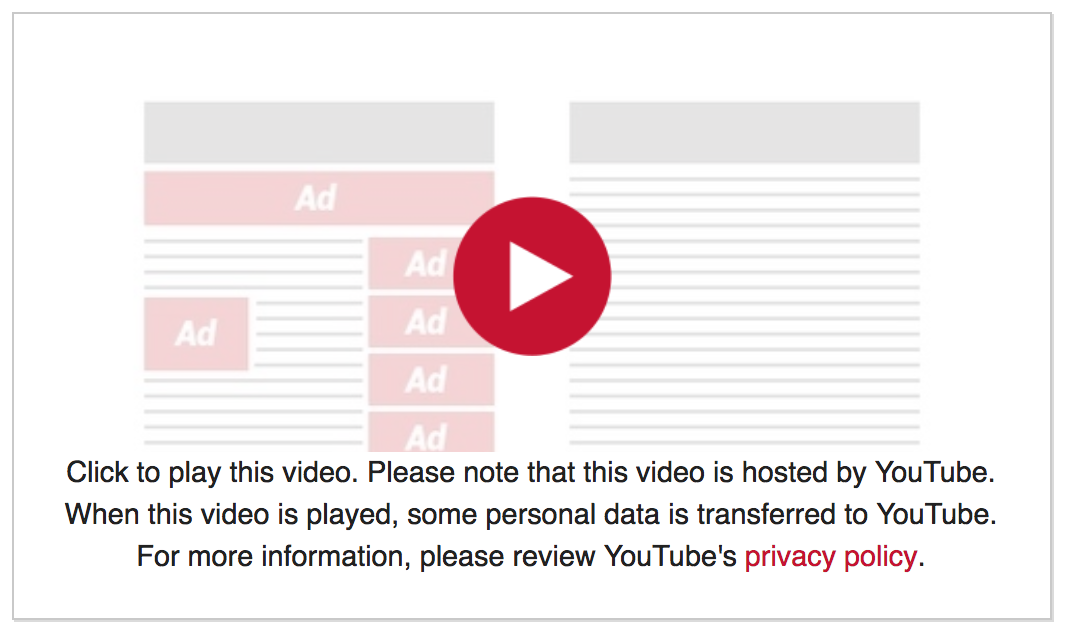 Ad
Ad
Ad
Ad
Ad
Ad
Click to play this video. Please note that this video is hosted by YouTube.
When this video is played, some personal data is transferred to YouTube.
For more information, please review YouTube's privacy policy.